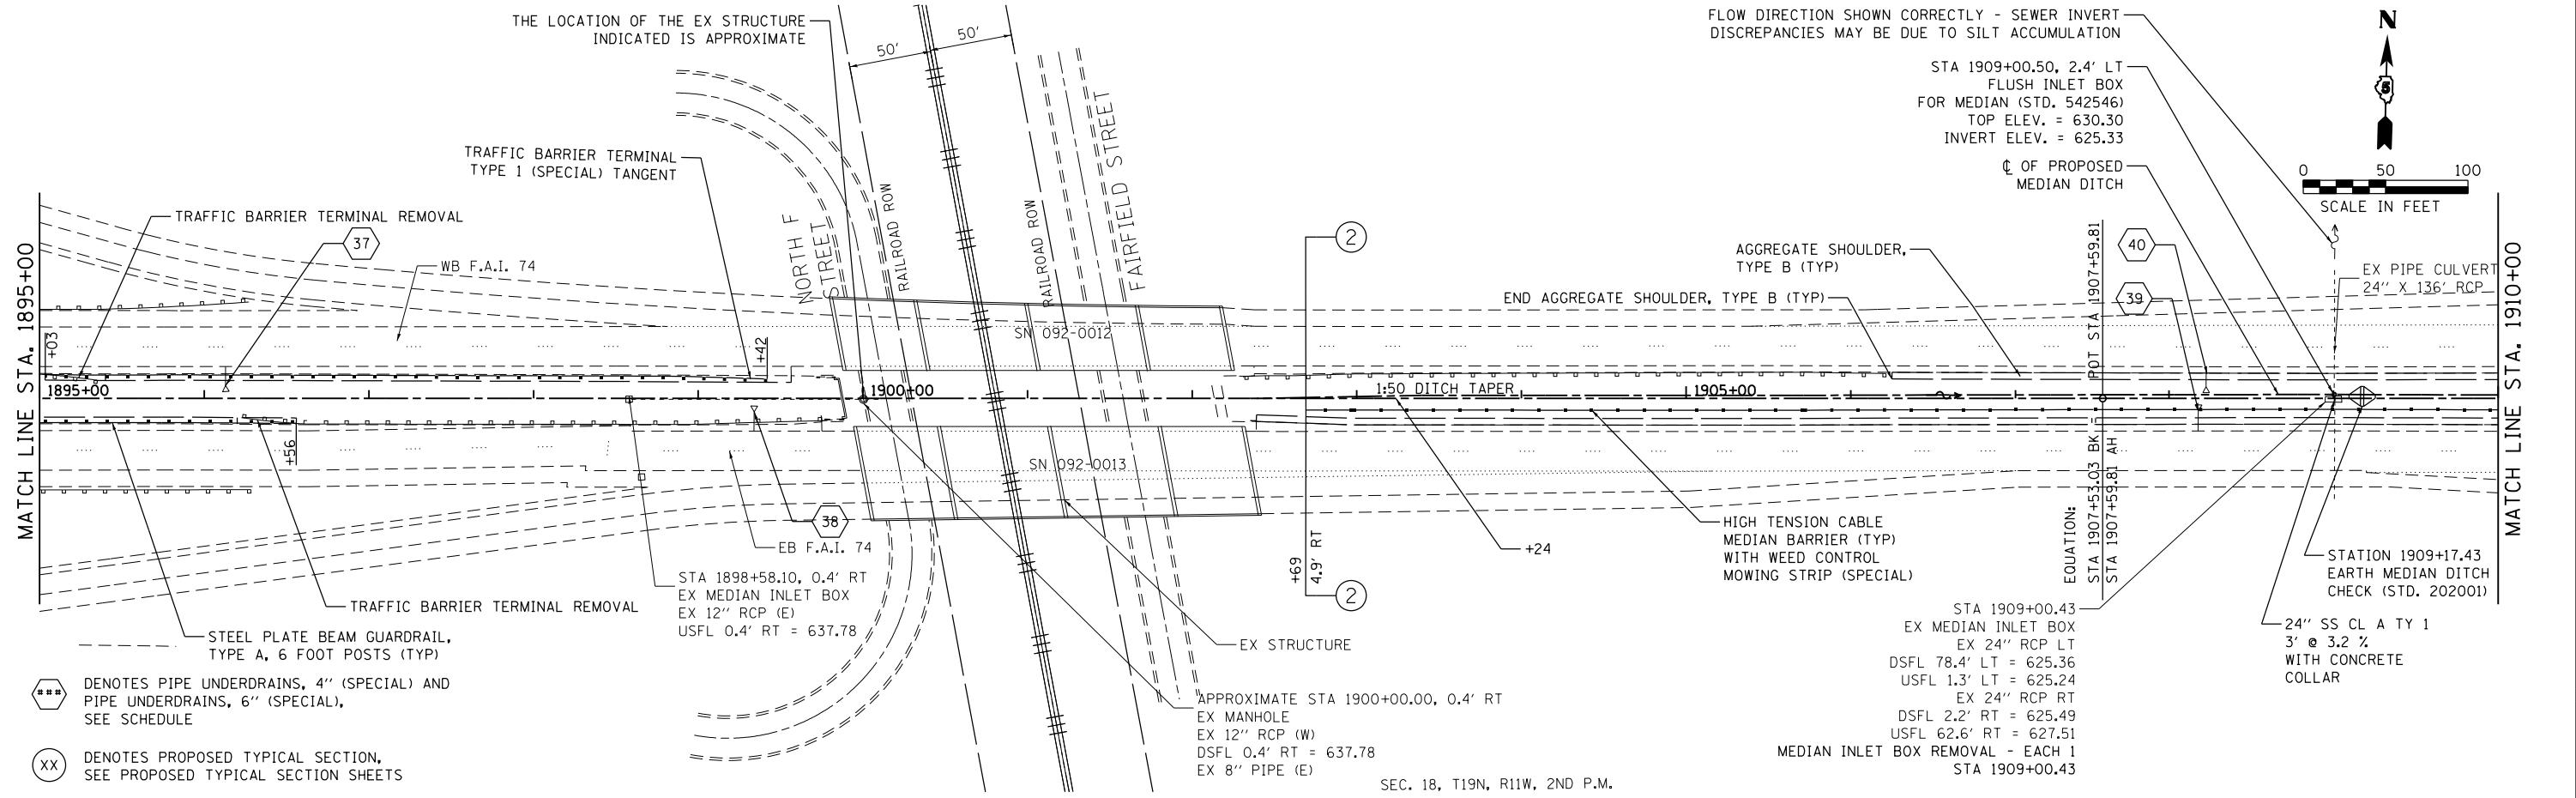 THE LOCATION OF THE EX STRUCTURE
INDICATED IS APPROXIMATE
50'
50'
FLOW DIRECTION SHOWN CORRECTLY - SEWER INVERT
DISCREPANCIES MAY BE DUE TO SILT ACCUMULATION
N
5
STA 1909+00.50, 2.4' LT
FLUSH INLET BOX
FOR MEDIAN (STD. 542546)
TOP ELEV. = 630.30
INVERT ELEV. = 625.33
℄ OF PROPOSED
MEDIAN DITCH
0 50 100
SCALE IN FEET
TRAFFIC BARRIER TERMINAL
TYPE 1 (SPECIAL) TANGENT
TRAFFIC BARRIER TERMINAL REMOVAL
37
WB F.A.I. 74
NORTH F
STREET
RAILROAD ROW
RAILROAD ROW
FAIRFIELD STREET
2
AGGREGATE SHOULDER,
TYPE B (TYP)
END AGGREGATE SHOULDER, TYPE B (TYP)
40
39
EX PIPE CULVERT
24'' X 136' RCP
MATCH LINE STA. 1895+00
MATCH LINE STA. 1910+00
+03
+42
SN 092-0012
1895+00
1900+00
1:50 DITCH TAPER
1905+00
+56
SN 092-0013
38
EB F.A.I. 74
+24
HIGH TENSION CABLE
MEDIAN BARRIER (TYP)
WITH WEED CONTROL
MOWING STRIP (SPECIAL)
EQUATION:
STA 1907+53.03 BK = POT STA 1907+59.81
STA 1907+59.81 AH
+69
4.9' RT
2
STA 1898+58.10, 0.4' RT
EX MEDIAN INLET BOX
EX 12'' RCP (E)
USFL 0.4' RT = 637.78
TRAFFIC BARRIER TERMINAL REMOVAL
STEEL PLATE BEAM GUARDRAIL,
TYPE A, 6 FOOT POSTS (TYP)
EX STRUCTURE
STATION 1909+17.43
EARTH MEDIAN DITCH
CHECK (STD. 202001)
24'' SS CL A TY 1
3' @ 3.2 %
WITH CONCRETE
COLLAR
STA 1909+00.43
EX MEDIAN INLET BOX
EX 24'' RCP LT
DSFL 78.4' LT = 625.36
USFL 1.3' LT = 625.24
EX 24'' RCP RT
DSFL 2.2' RT = 625.49
USFL 62.6' RT = 627.51
MEDIAN INLET BOX REMOVAL - EACH 1
STA 1909+00.43
### DENOTES PIPE UNDERDRAINS, 4'' (SPECIAL) AND
PIPE UNDERDRAINS, 6'' (SPECIAL),
SEE SCHEDULE
XX DENOTES PROPOSED TYPICAL SECTION,
SEE PROPOSED TYPICAL SECTION SHEETS
APPROXIMATE STA 1900+00.00, 0.4' RT
EX MANHOLE
EX 12'' RCP (W)
DSFL 0.4' RT = 637.78
EX 8'' PIPE (E)
SEC. 18, T19N, R11W, 2ND P.M.